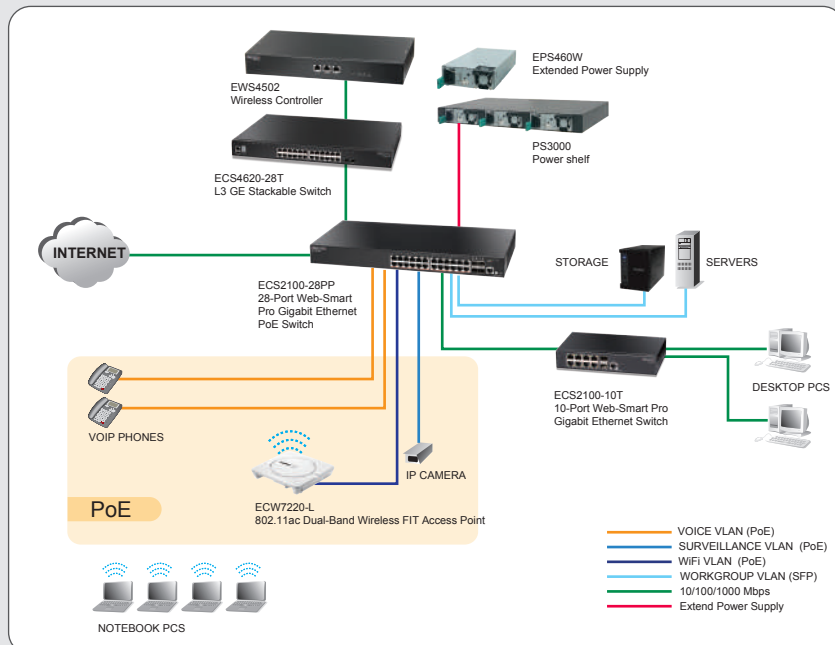 EWS4502
Wireless Controller
EPS460W
Extended Power Supply
PS3000
Power shelf
ECS4620-28T
L3 GE Stackable Switch
INTERNET
ECS2100-28PP
28-Port Web-Smart
Pro Gigabit Ethernet
PoE Switch
STORAGE
SERVERS
ECS2100-10T
10-Port Web-Smart Pro
Gigabit Ethernet Switch
DESKTOP PCS
VOIP PHONES
IP CAMERA
ECW7220-L
802.11ac Dual-Band Wireless FIT Access Point
PoE
NOTEBOOK PCS
VOICE VLAN (PoE)
SURVEILLANCE VLAN (PoE)
WiFi VLAN (PoE)
WORKGROUP VLAN (SFP)
10/100/1000 Mbps
Extend Power Supply